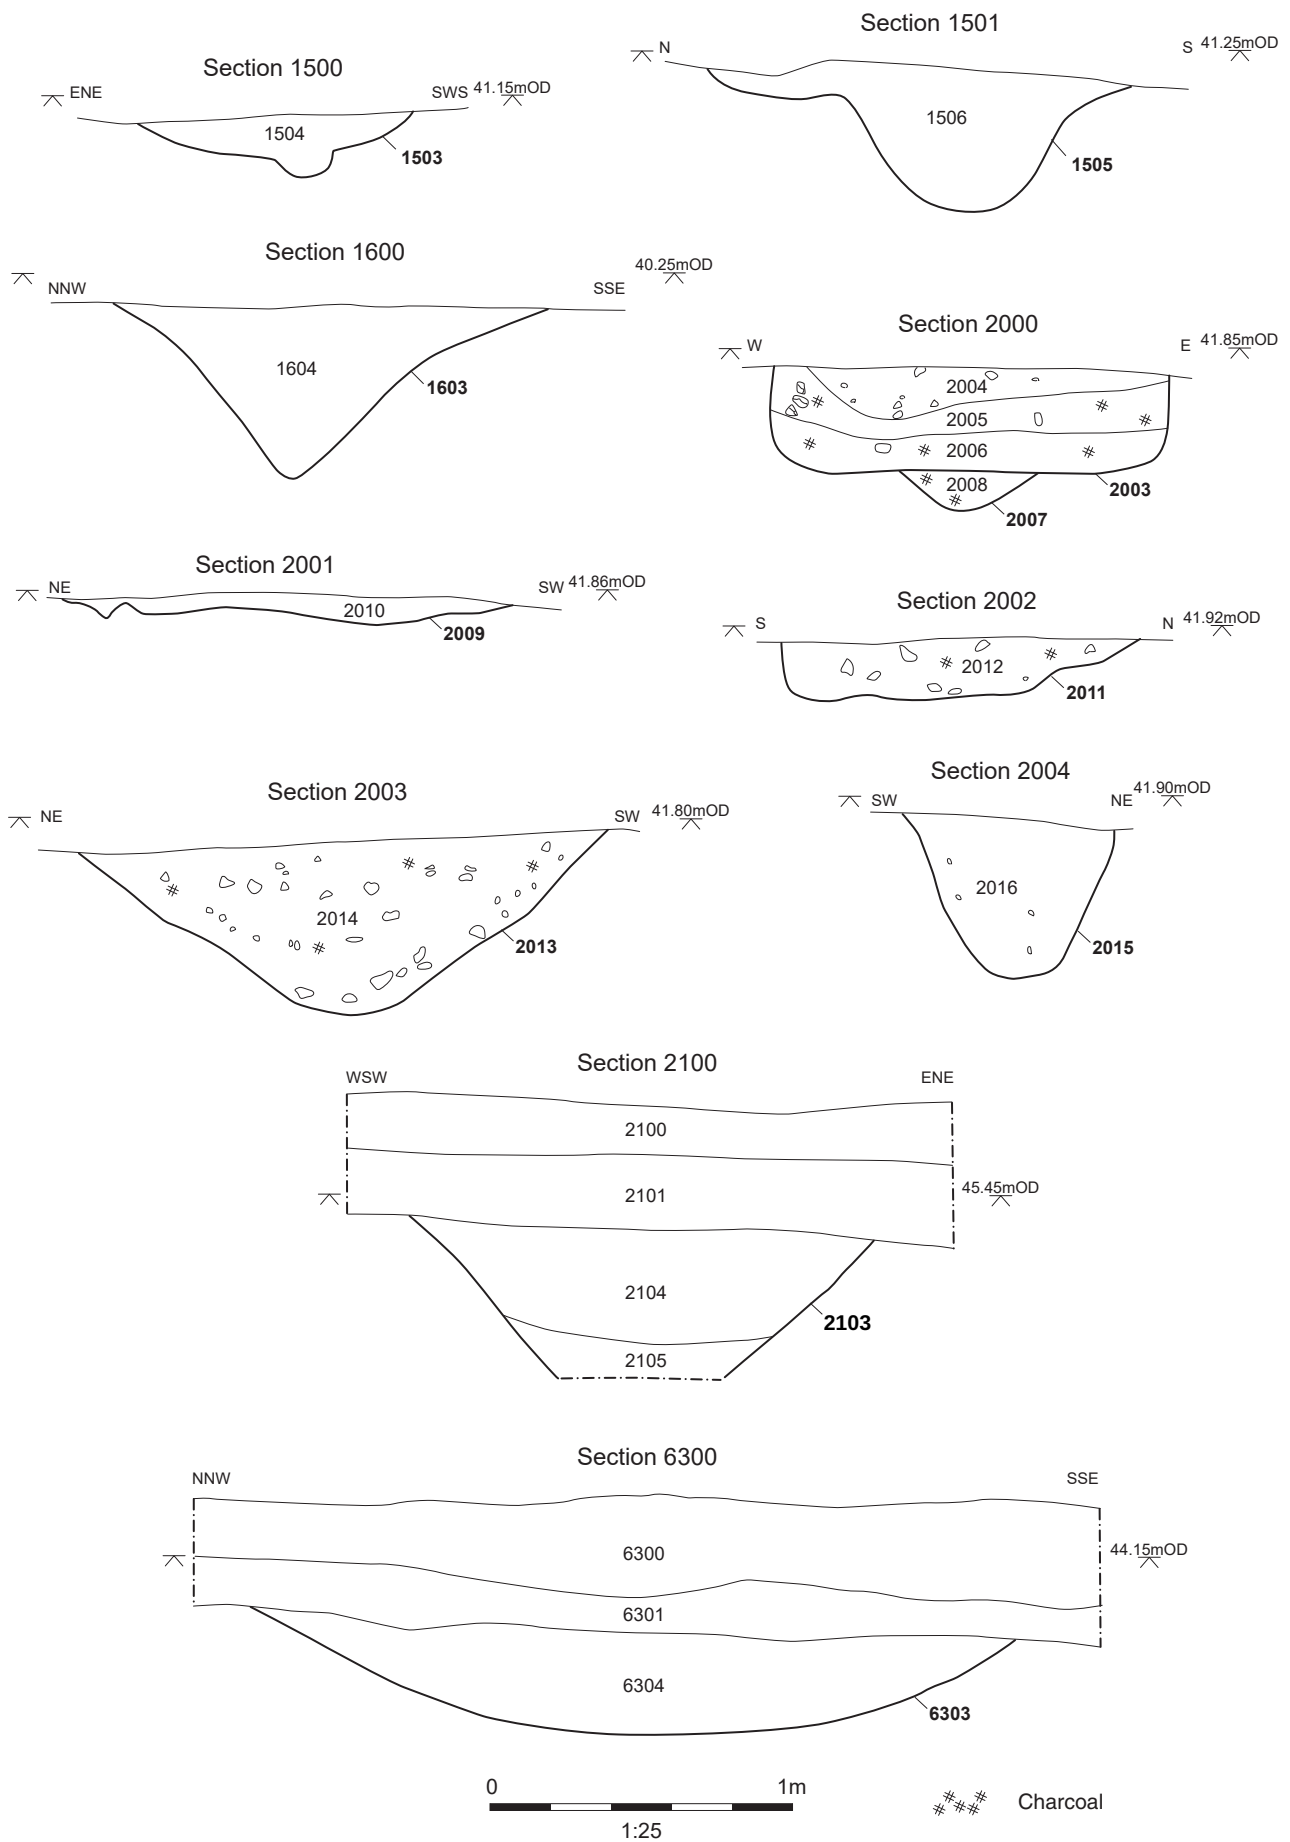 Section 1500
ENE SWS 41.15mOD
1504
1503
Section 1501
N S 41.25mOD
1506
1505
Section 1600
40.25mOD
NNW SSE
1604
1603
Section 2000
W E 41.85mOD
2004
2005
2006
2008
2003
2007
Section 2001
NE SW 41.86mOD
2010
2009
Section 2002
S N 41.92mOD
2012
2011
Section 2003
NE SW 41.80mOD
2014
2013
Section 2004
SW NE 41.90mOD
2016
2015
Section 2100
WSW ENE
2100
2101
45.45mOD
2104
2103
2105
Section 6300
NNW SSE
6300
44.15mOD
6301
6304
6303
0 1m
1:25
Charcoal